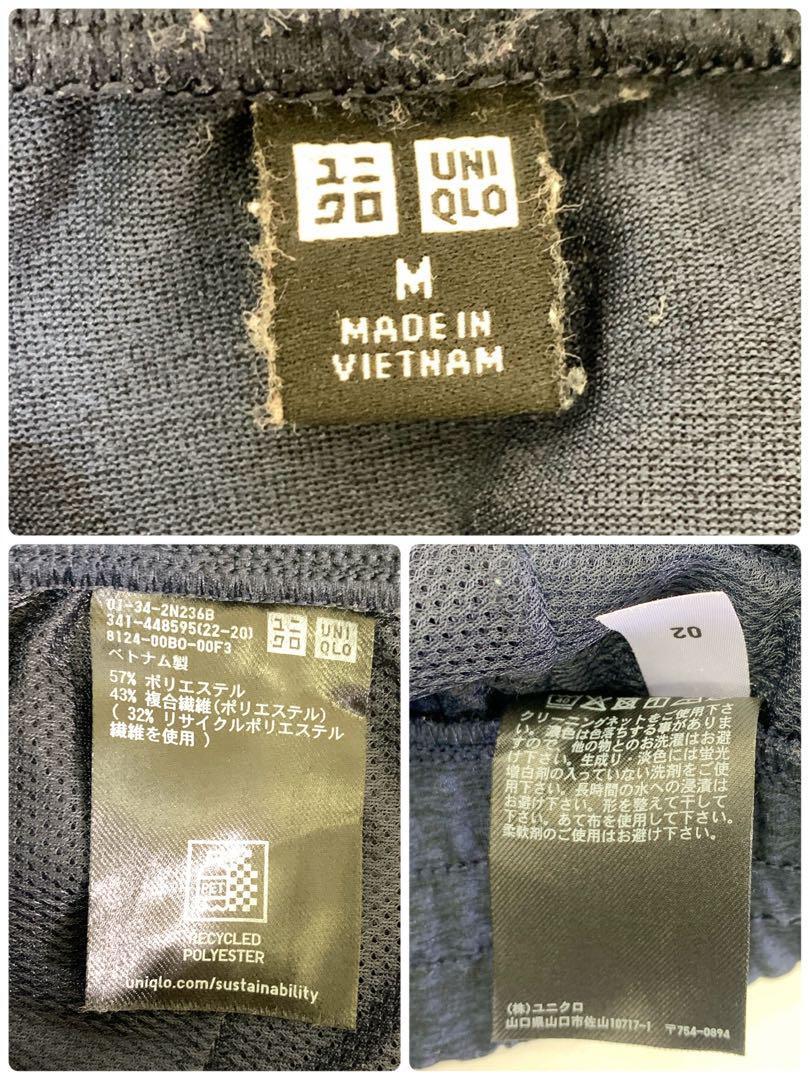 ユニ
クロ
UNI
QLO
M
MADE IN
VIETNAM
01-34-2N236B
341-448595(22-20)
8124-00B0-00F3
ベトナム製
57% ポリエステル
43% 複合繊維(ポリエステル)
( 32% リサイクルポリエステル
繊維を使用 )
ユニ
クロ
UNI
QLO
PET
RECYCLED
POLYESTER
uniqlo.com/sustainability
02
クリーニングネットをご使用下さ
い。濃色は色落ちする事がありま
すので、他の物とのお洗濯はお避
け下さい。生成り・淡色には蛍光
増白剤の入っていない洗剤をご使
用下さい。長時間の水への浸漬は
お避け下さい。形を整えて干して
下さい。あて布を使用して下さい。
柔軟剤のご使用はお避け下さい。
(株)ユニクロ
山口県山口市佐山10717-1 〒754-0894